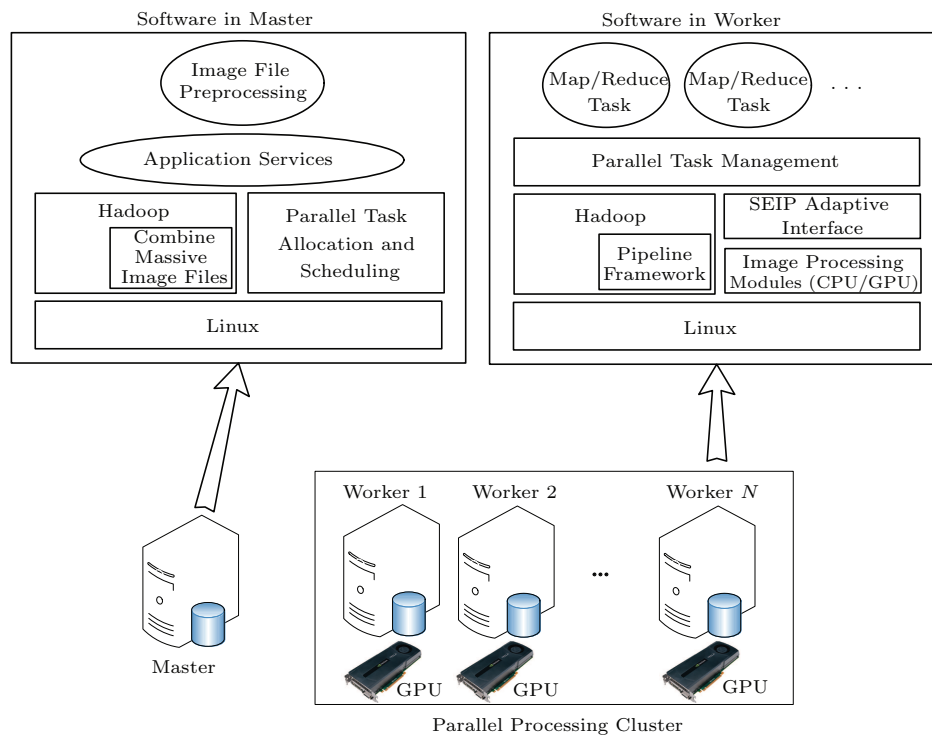 Software in Master
Image File
Preprocessing
Application Services
Hadoop
Combine
Massive
Image Files
Parallel Task
Allocation and
Scheduling
Linux
Software in Worker
Map/Reduce
Task
Map/Reduce
Task
. . .
Parallel Task Management
Hadoop
Pipeline
Framework
SEIP Adaptive
Interface
Image Processing
Modules (CPU/GPU)
Linux
Master
Worker 1
Worker 2
...
Worker N
GPU
GPU
GPU
Parallel Processing Cluster